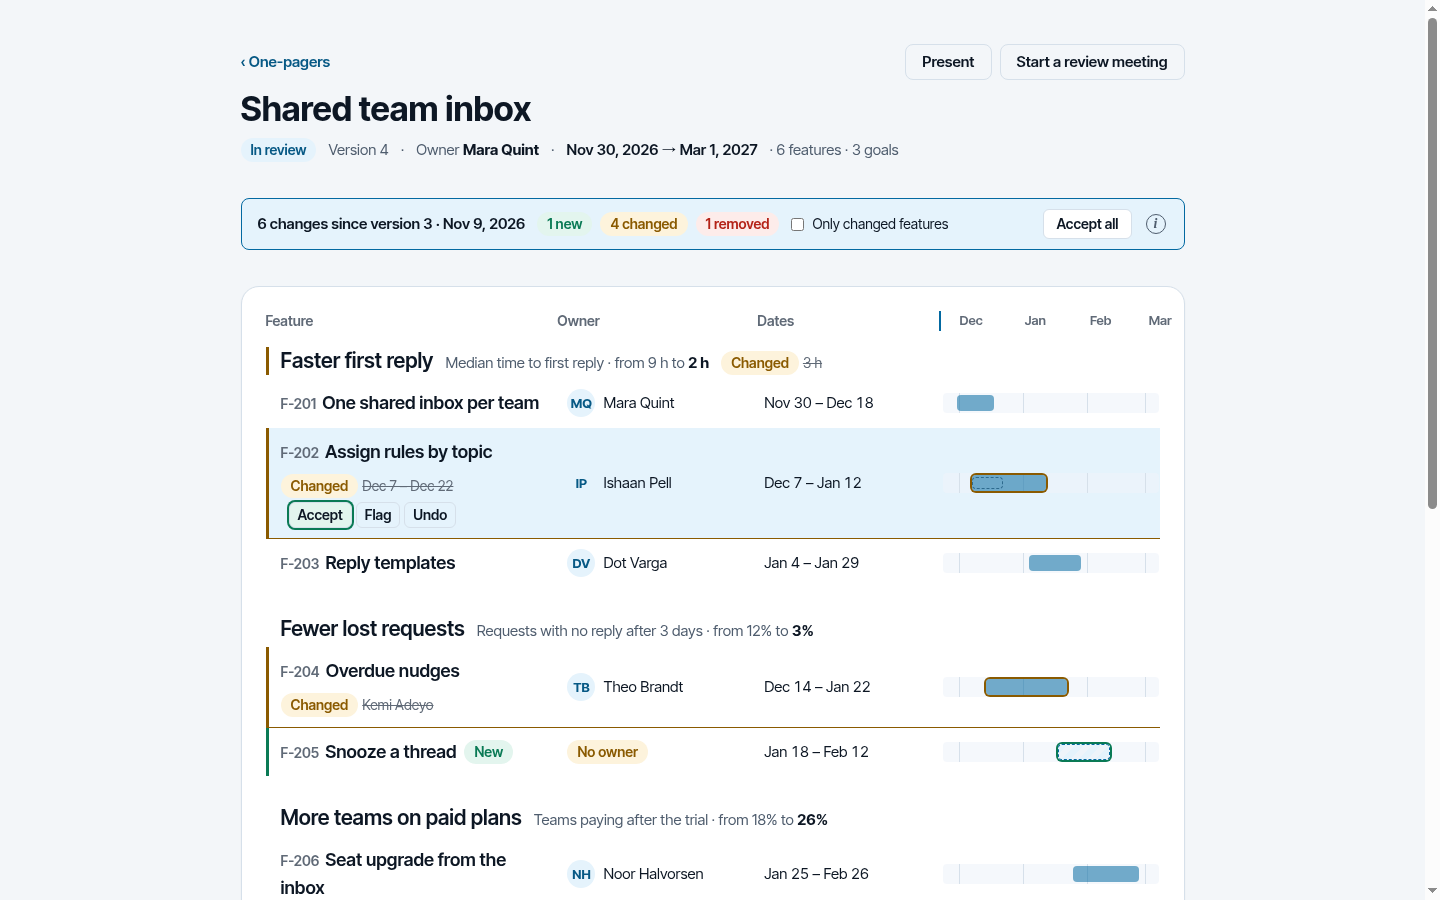 ‹ One-pagers
Present
Start a review meeting
Shared team inbox
In review Version 4 · Owner Mara Quint · Nov 30, 2026 → Mar 1, 2027 · 6 features · 3 goals
6 changes since version 3 · Nov 9, 2026 1 new 4 changed 1 removed Only changed features Accept all i
Feature Owner Dates Dec Jan Feb Mar
Faster first reply Median time to first reply · from 9 h to 2 h Changed 3 h
F-201 One shared inbox per team MQ Mara Quint Nov 30 – Dec 18
F-202 Assign rules by topic
Changed Dec 7 – Dec 22
IP Ishaan Pell Dec 7 – Jan 12
Accept Flag Undo
F-203 Reply templates DV Dot Varga Jan 4 – Jan 29
Fewer lost requests Requests with no reply after 3 days · from 12% to 3%
F-204 Overdue nudges
TB Theo Brandt Dec 14 – Jan 22
Changed Kemi Adeyo
F-205 Snooze a thread New No owner Jan 18 – Feb 12
More teams on paid plans Teams paying after the trial · from 18% to 26%
F-206 Seat upgrade from the
inbox
NH Noor Halvorsen Jan 25 – Feb 26